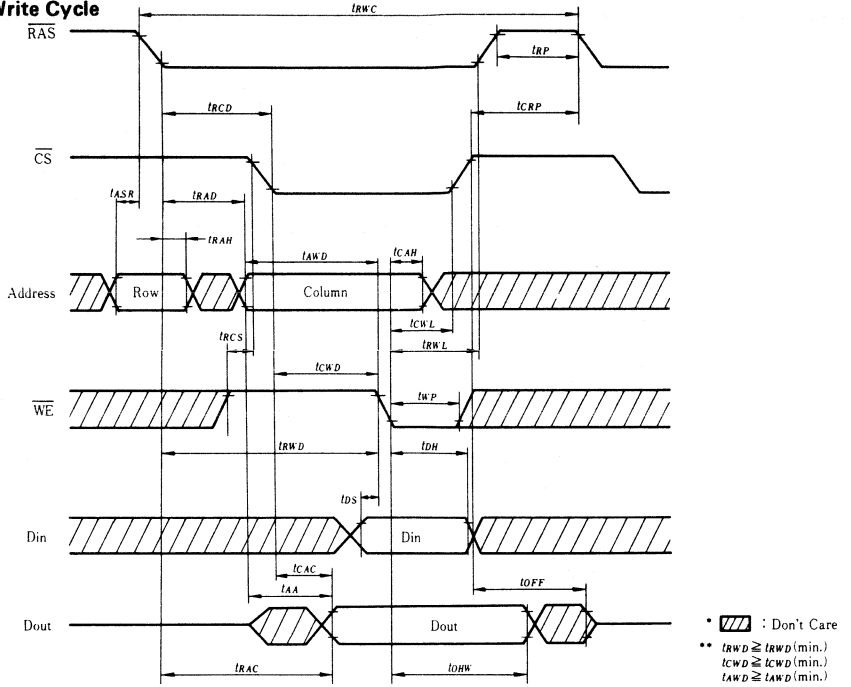 Write Cycle
tRWC
RAS
tRP
tRCD
tCRP
CS
tASR
tRAD
tRAH
tAWD
tCAH
Address
Row
Column
tCWL
tRCS
tRWL
tCWD
WE
tWP
tRWD
tDH
tDS
Din
Din
tCAC
tAA
tOFF
Dout
Dout
* : Don't Care
** tRWD ≧ tRWD (min.)
tCWD ≧ tCWD (min.)
tAWD ≧ tAWD (min.)
tRAC
tOHW